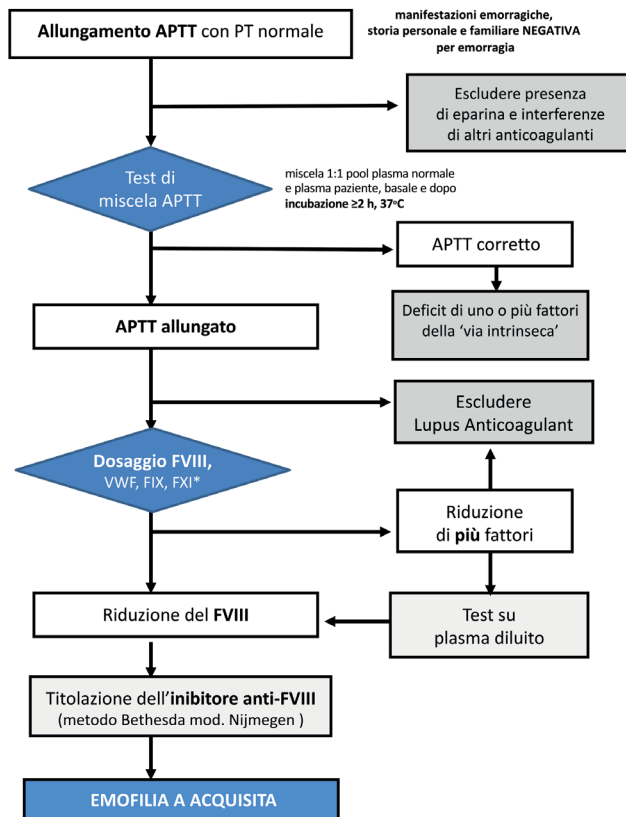 Allungamento APTT con PT normale
manifestazioni emorragiche,
storia personale e familiare NEGATIVA
per emorragia
Escludere presenza
di eparina e interferenze
di altri anticoagulanti
Test di
miscela APTT
miscela 1:1 pool plasma normale
e plasma paziente, basale e dopo
incubazione ≥2 h, 37°C
APTT corretto
Deficit di uno o più fattori
della ‘via intrinseca’
APTT allungato
Escludere
Lupus Anticoagulant
Dosaggio FVIII,
VWF, FIX, FXI*
Riduzione
di più fattori
Riduzione del FVIII
Test su
plasma diluito
Titolazione dell’inibitore anti-FVIII
(metodo Bethesda mod. Nijmegen )
EMOFILIA A ACQUISITA